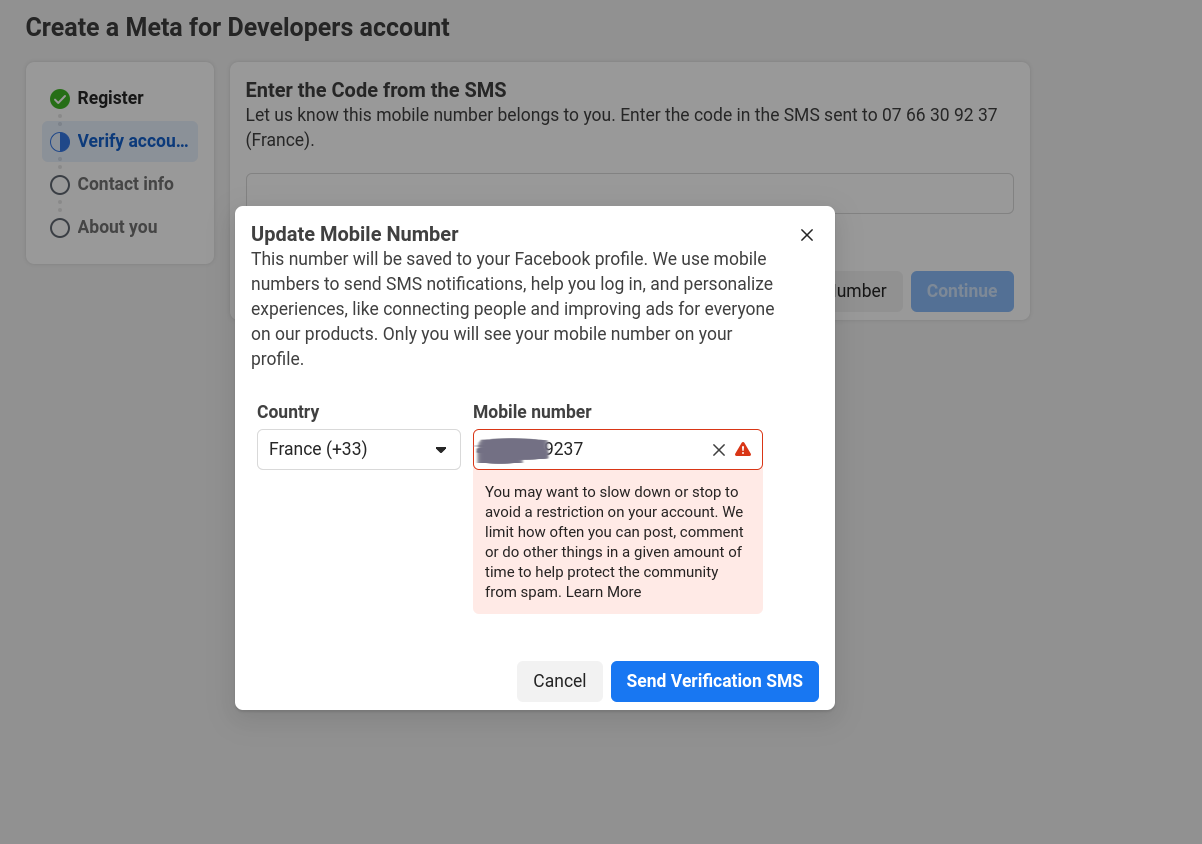 Create a Meta for Developers account
Register
Verify accou...
Contact info
About you
Enter the Code from the SMS
Let us know this mobile number belongs to you. Enter the code in the SMS sent to 07 66 30 92 37
(France).
umber
Continue
Update Mobile Number
This number will be saved to your Facebook profile. We use mobile
numbers to send SMS notifications, help you log in, and personalize
experiences, like connecting people and improving ads for everyone
on our products. Only you will see your mobile number on your
profile.
Country
Mobile number
France (+33)
9237
You may want to slow down or stop to
avoid a restriction on your account. We
limit how often you can post, comment
or do other things in a given amount of
time to help protect the community
from spam. Learn More
Cancel
Send Verification SMS